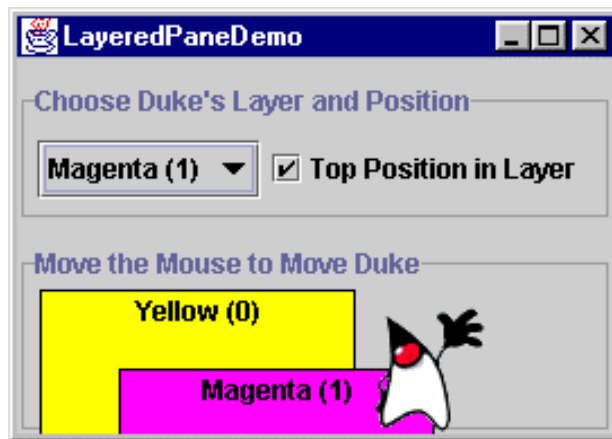 LayeredPaneDemo
Choose Duke's Layer and Position
Magenta (1) Top Position in Layer
Move the Mouse to Move Duke
Yellow (0)
Magenta (1)